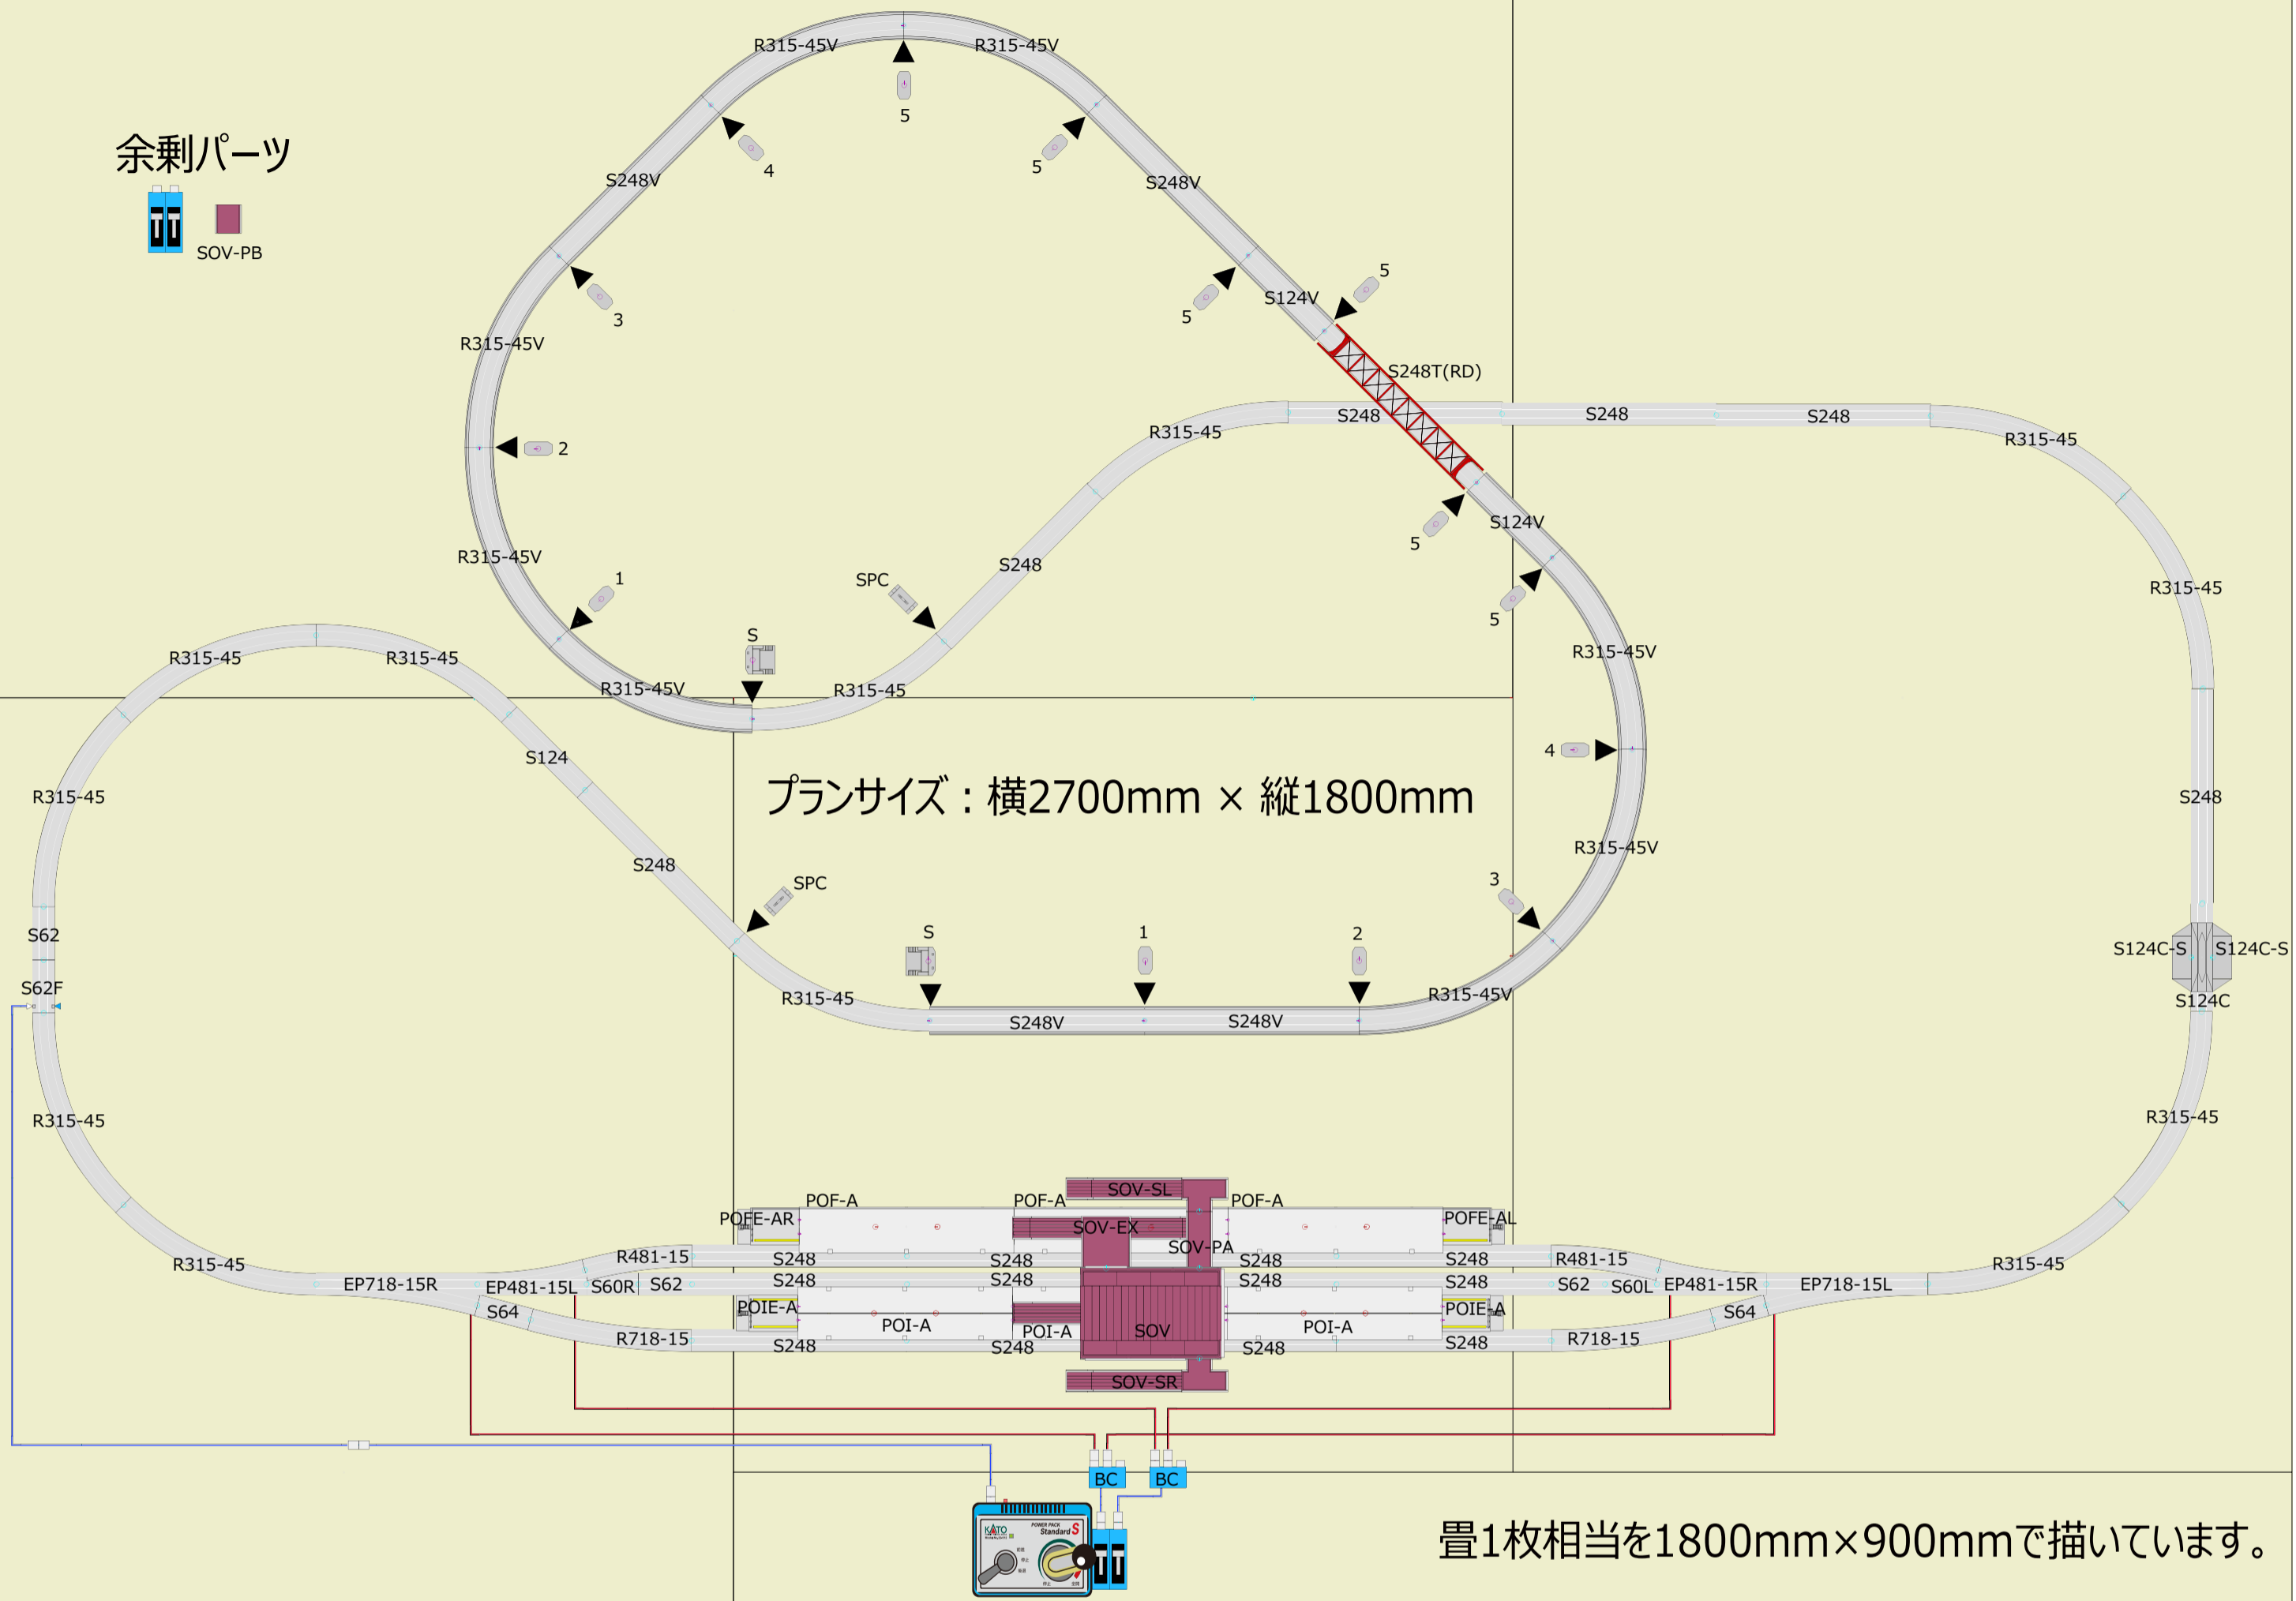 R315-45V
R315-45V
5
余剰パーツ
SOV-PB
4
5
S248V
S248V
3
5
5
S124V
S248T(RD)
R315-45V
S248
S248
S248
R315-45
R315-45
2
5
S124V
R315-45V
S248
1
SPC
5
R315-45
S
R315-45V
R315-45V
R315-45
R315-45
R315-45
4
S124
プランサイズ：横2700mm × 縦1800mm
R315-45
S248
S248
R315-45V
SPC
3
S62
S
1
2
S124C-S
S124C-S
S62F
R315-45
R315-45V
S124C
S248V
S248V
R315-45
R315-45
SOV-SL
POF-A
POF-A
POF-A
POFE-AR
SOV-EX
POFE-AL
SOV-PA
R481-15
S248
S248
S248
S248
R481-15
R315-45
R315-45
EP718-15R
EP481-15L
S60R
S62
S248
S248
S248
S248
S62
S60L
EP481-15R
EP718-15L
S64
POIE-A
POIE-A
S64
POI-A
POI-A
SOV
POI-A
R718-15
S248
S248
S248
S248
R718-15
SOV-SR
BC
BC
KATO
POWER PACK
Standard S
畳1枚相当を1800mm×900mmで描いています。